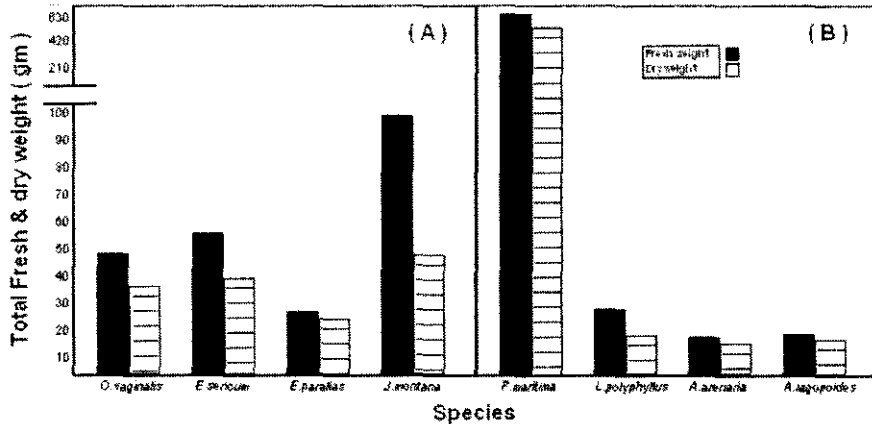 Total Fresh & dry weight ( gm )
630
420
210
100
90
80
70
60
50
40
30
20
10
( A )
( B )
Fresh weight
Dry weight
O.vaginalis E.sericum E.paralias J.montana P.maritima L.polyphyllus A.arenaria A.lagopoides
Species